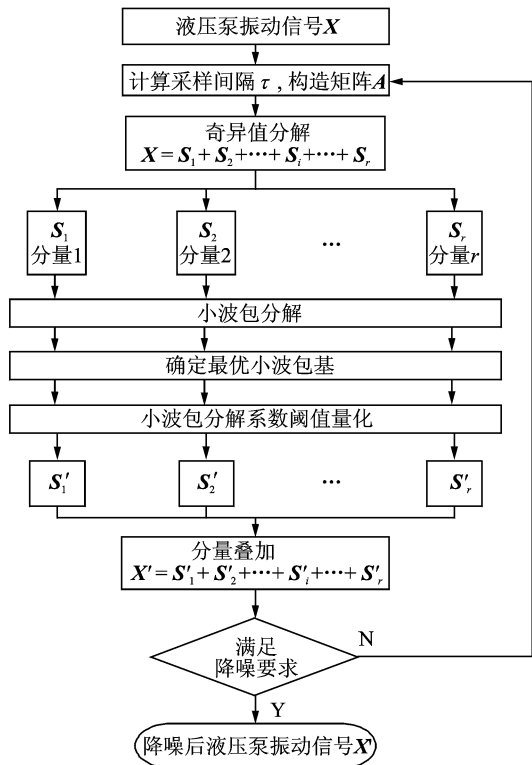 液压泵振动信号X
计算采样间隔τ,构造矩阵A
奇异值分解
X=S₁+S₂+···+Sᵢ+···+Sᵣ
S₁
分量1
S₂
分量2
···
Sᵣ
分量r
小波包分解
确定最优小波包基
小波包分解系数阈值量化
S′₁
S′₂
···
S′ᵣ
分量叠加
X′=S′₁+S′₂+···+S′ᵢ+···+S′ᵣ
满足
降噪要求
N
Y
降噪后液压泵振动信号X′